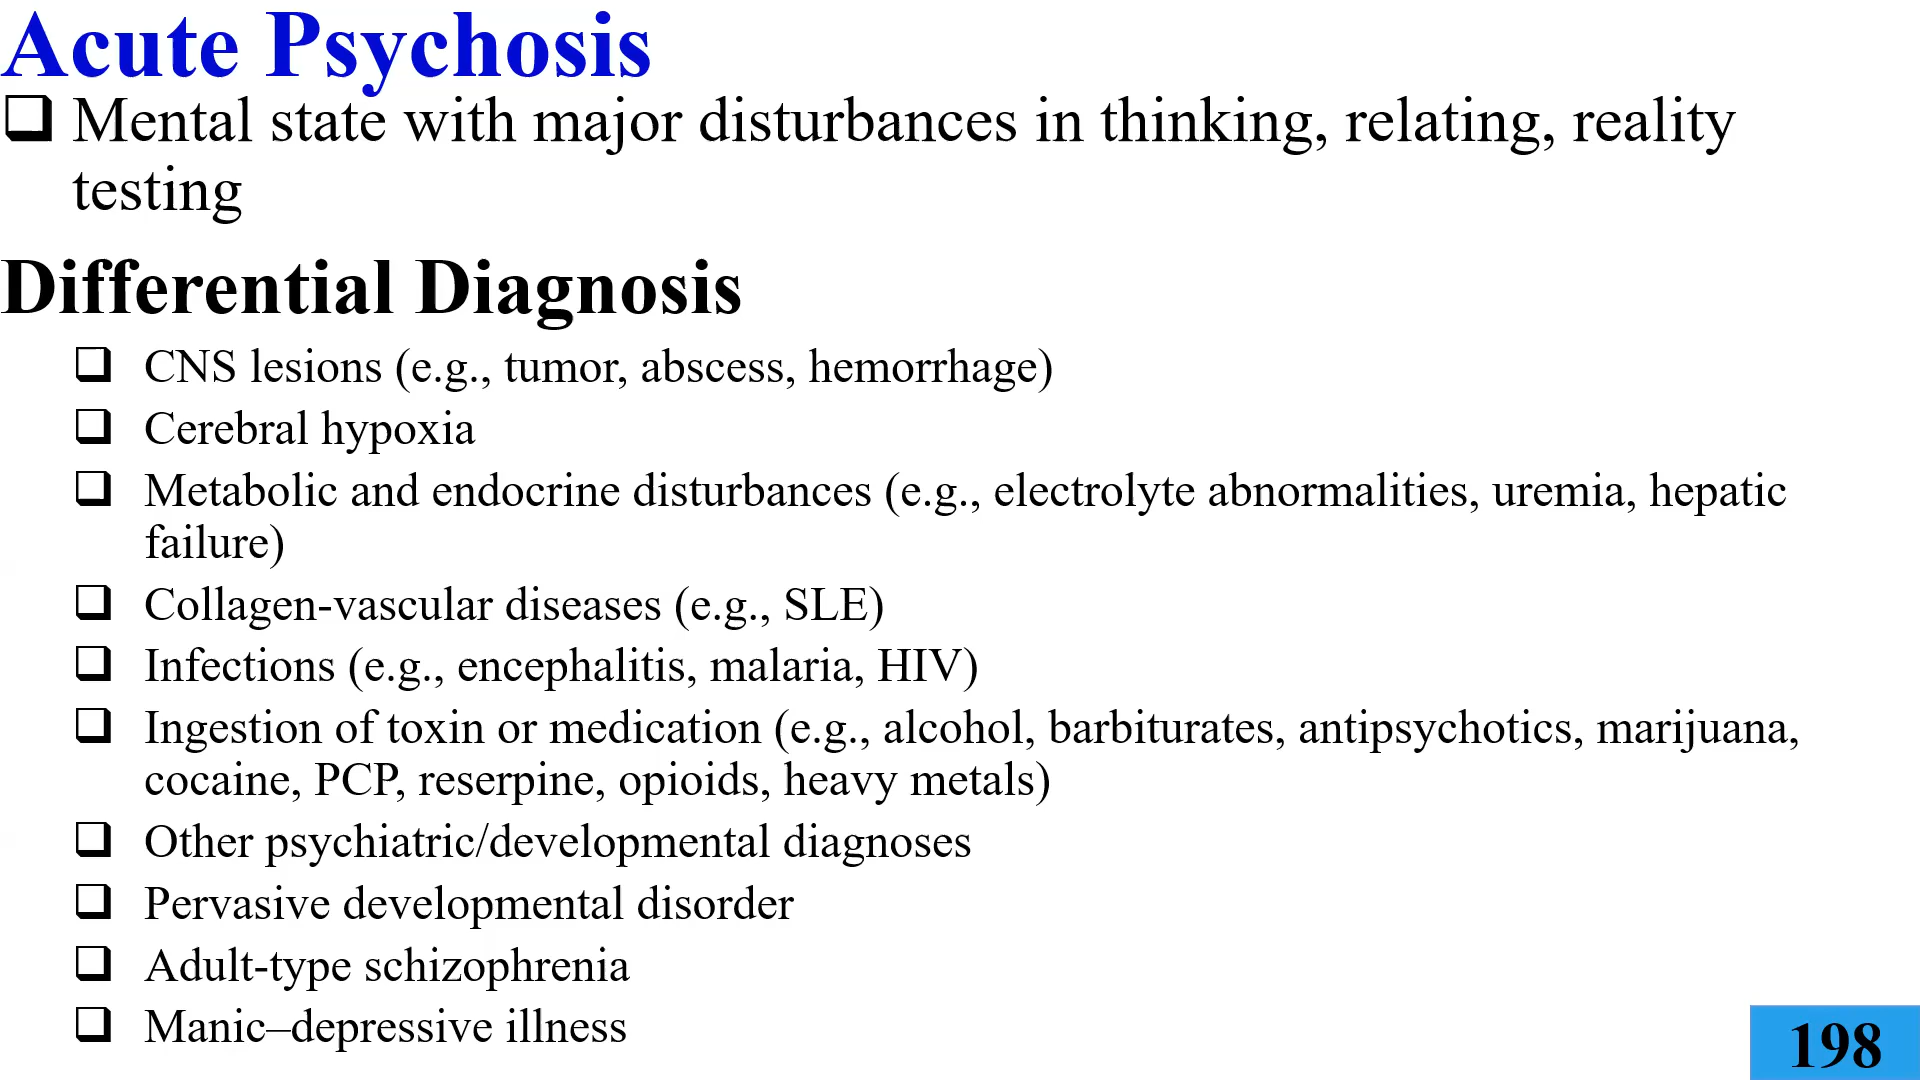 Acute Psychosis
❑ Mental state with major disturbances in thinking, relating, reality
testing
Differential Diagnosis
❑ CNS lesions (e.g., tumor, abscess, hemorrhage)
❑ Cerebral hypoxia
❑ Metabolic and endocrine disturbances (e.g., electrolyte abnormalities, uremia, hepatic
failure)
❑ Collagen-vascular diseases (e.g., SLE)
❑ Infections (e.g., encephalitis, malaria, HIV)
❑ Ingestion of toxin or medication (e.g., alcohol, barbiturates, antipsychotics, marijuana,
cocaine, PCP, reserpine, opioids, heavy metals)
❑ Other psychiatric/developmental diagnoses
❑ Pervasive developmental disorder
❑ Adult-type schizophrenia
❑ Manic–depressive illness
198